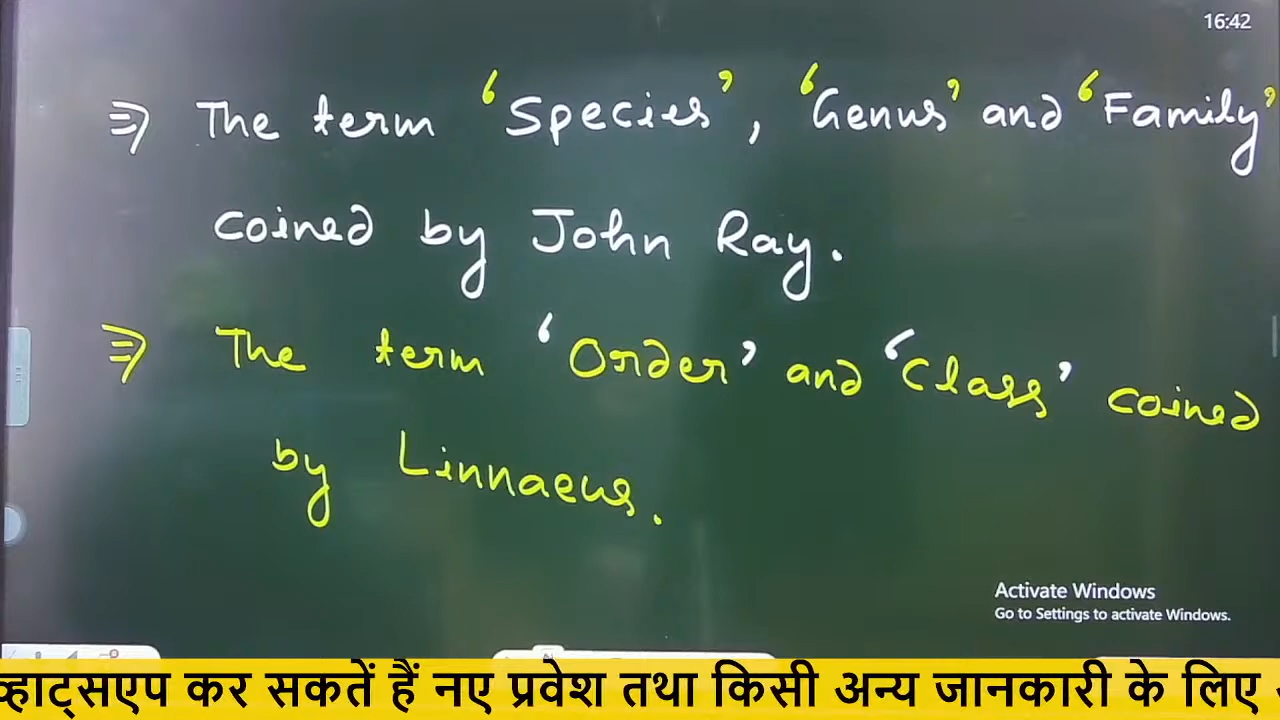 16:42
⇒ The term ‘Species’, ‘Genus’ and ‘Family’
coined by John Ray.
⇒ The term ‘Order’ and ‘Class’ coined
by Linnaeus.
Activate Windows
Go to Settings to activate Windows.
व्हाट्सएप कर सकतें हैं नए प्रवेश तथा किसी अन्य जानकारी के लिए